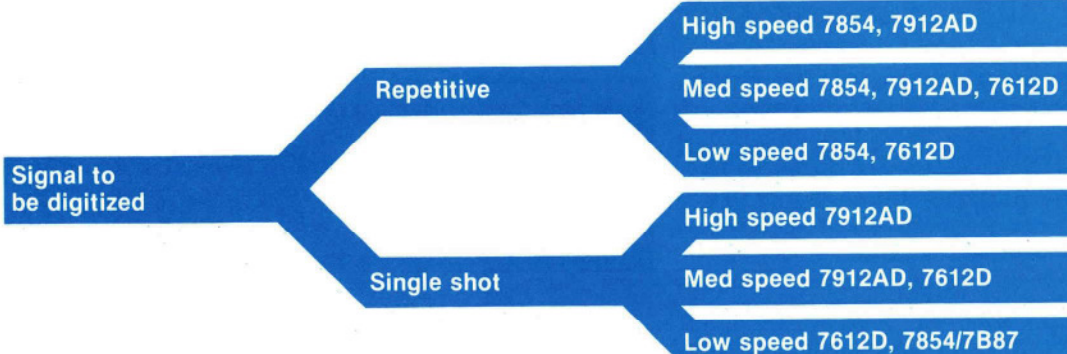 Signal to
be digitized
Repetitive
High speed 7854, 7912AD
Med speed 7854, 7912AD, 7612D
Low speed 7854, 7612D
Single shot
High speed 7912AD
Med speed 7912AD, 7612D
Low speed 7612D, 7854/7B87